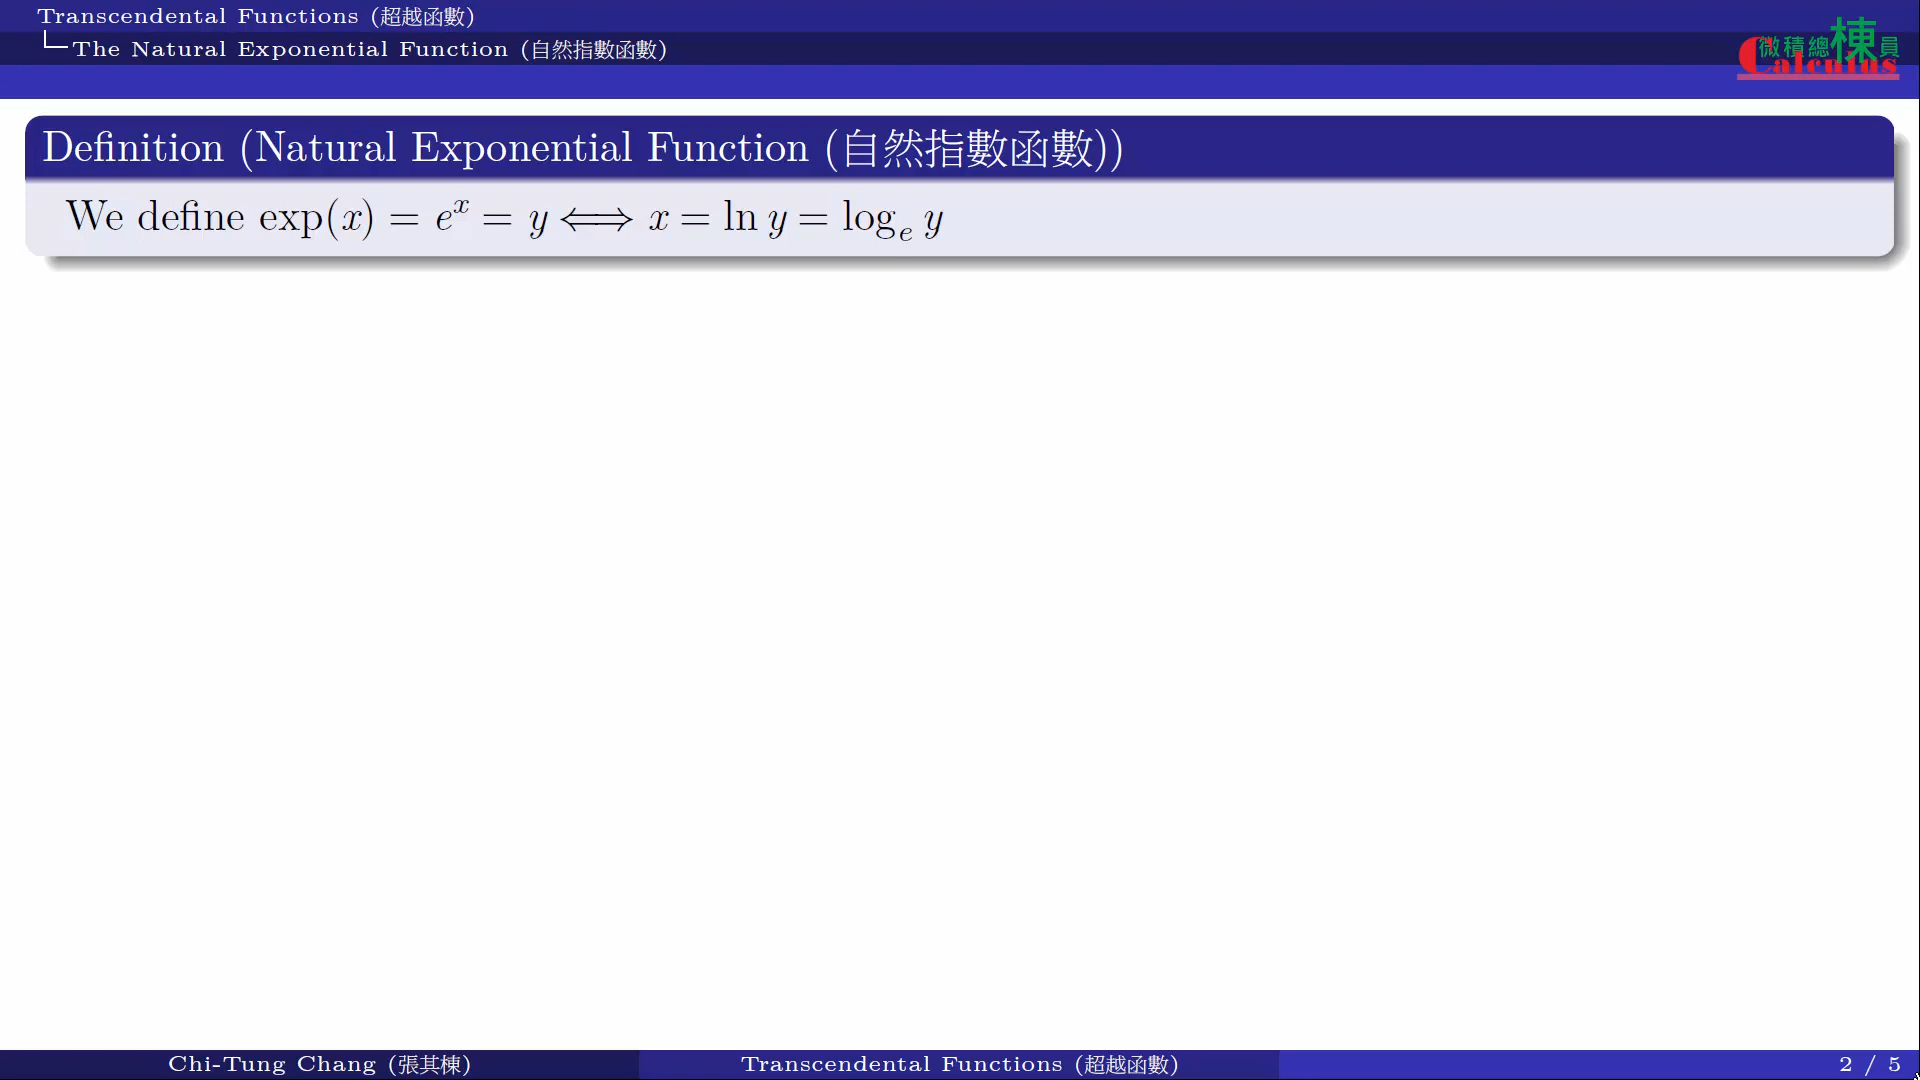 Transcendental Functions (超越函數)
The Natural Exponential Function (自然指數函數)
微積總棟員
Calculus
Definition (Natural Exponential Function (自然指數函數))
We define exp(x) = eˣ = y ⟺ x = ln y = logₑ y
Chi-Tung Chang (張其棟)
Transcendental Functions (超越函數)
2 / 5